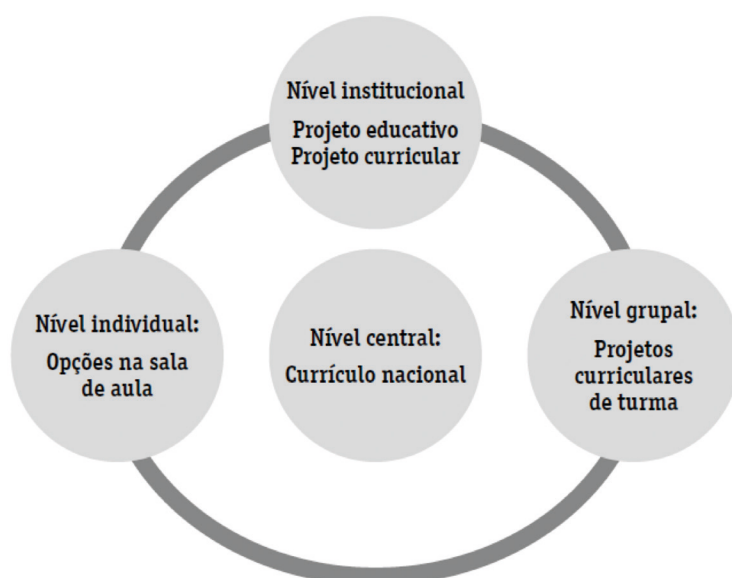 Nível institucional
Projeto educativo
Projeto curricular
Nível individual:
Opções na sala
de aula
Nível central:
Currículo nacional
Nível grupal:
Projetos
curriculares
de turma